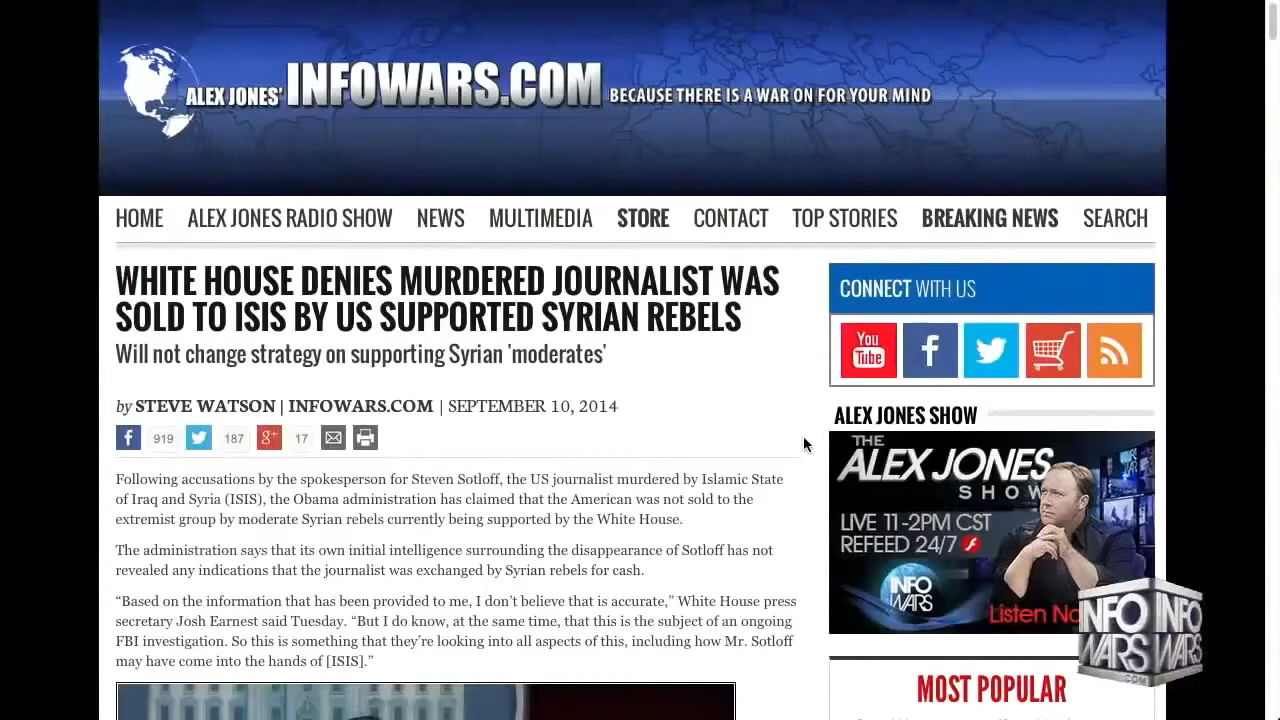 ALEX JONES' INFOWARS.COM BECAUSE THERE IS A WAR ON FOR YOUR MIND
HOME ALEX JONES RADIO SHOW NEWS MULTIMEDIA STORE CONTACT TOP STORIES BREAKING NEWS SEARCH
WHITE HOUSE DENIES MURDERED JOURNALIST WAS
SOLD TO ISIS BY US SUPPORTED SYRIAN REBELS
Will not change strategy on supporting Syrian 'moderates'
by STEVE WATSON | INFOWARS.COM | SEPTEMBER 10, 2014
f 919 187 g+ 17
Following accusations by the spokesperson for Steven Sotloff, the US journalist murdered by Islamic State
of Iraq and Syria (ISIS), the Obama administration has claimed that the American was not sold to the
extremist group by moderate Syrian rebels currently being supported by the White House.
The administration says that its own initial intelligence surrounding the disappearance of Sotloff has not
revealed any indications that the journalist was exchanged by Syrian rebels for cash.
“Based on the information that has been provided to me, I don’t believe that is accurate,” White House press
secretary Josh Earnest said Tuesday. “But I do know, at the same time, that this is the subject of an ongoing
FBI investigation. So this is something that they’re looking into all aspects of this, including how Mr. Sotloff
may have come into the hands of [ISIS].”
CONNECT WITH US
You
Tube
f
ALEX JONES SHOW
THE
ALEX JONES
SHOW
LIVE 11-2PM CST
REFEED 24/7
INFO
WARS
Listen
INFO INFO
WARS WARS
.COM
MOST POPULAR